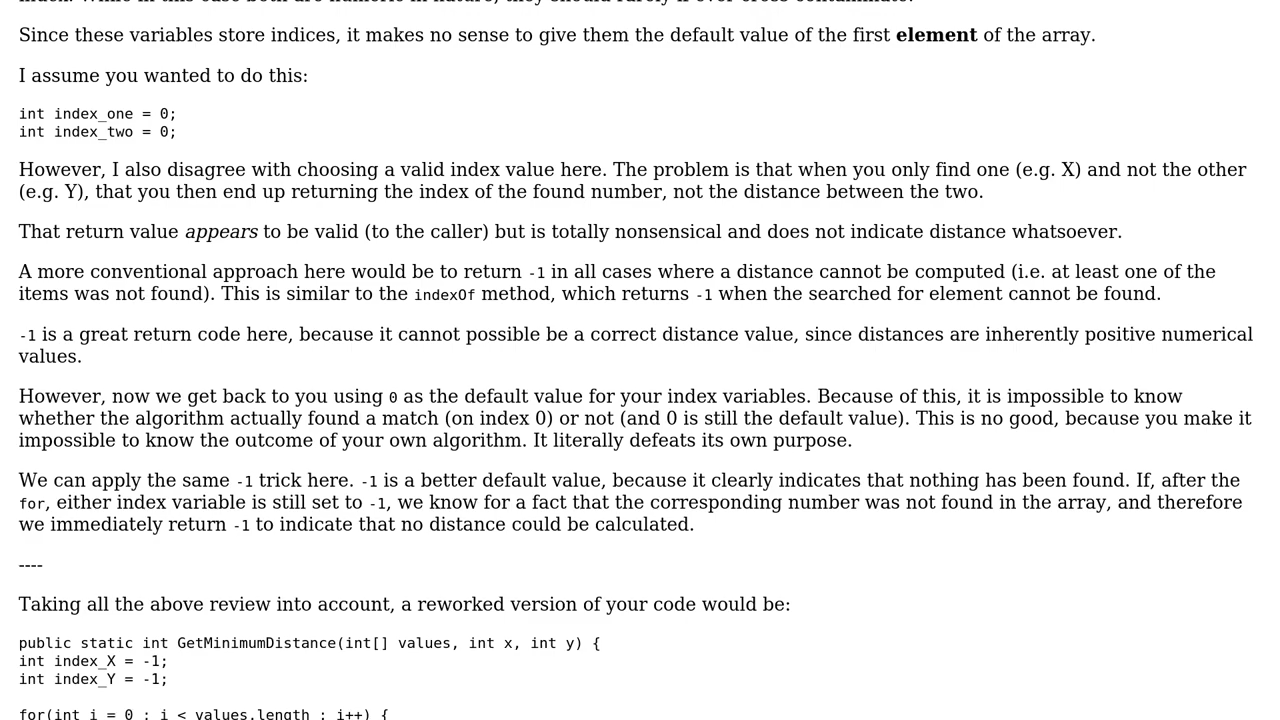 Since these variables store indices, it makes no sense to give them the default value of the first element of the array.
I assume you wanted to do this:
int index_one = 0;
int index_two = 0;
However, I also disagree with choosing a valid index value here. The problem is that when you only find one (e.g. X) and not the other
(e.g. Y), that you then end up returning the index of the found number, not the distance between the two.
That return value appears to be valid (to the caller) but is totally nonsensical and does not indicate distance whatsoever.
A more conventional approach here would be to return -1 in all cases where a distance cannot be computed (i.e. at least one of the
items was not found). This is similar to the indexOf method, which returns -1 when the searched for element cannot be found.
-1 is a great return code here, because it cannot possible be a correct distance value, since distances are inherently positive numerical
values.
However, now we get back to you using 0 as the default value for your index variables. Because of this, it is impossible to know
whether the algorithm actually found a match (on index 0) or not (and 0 is still the default value). This is no good, because you make it
impossible to know the outcome of your own algorithm. It literally defeats its own purpose.
We can apply the same -1 trick here. -1 is a better default value, because it clearly indicates that nothing has been found. If, after the
for, either index variable is still set to -1, we know for a fact that the corresponding number was not found in the array, and therefore
we immediately return -1 to indicate that no distance could be calculated.
----
Taking all the above review into account, a reworked version of your code would be:
public static int GetMinimumDistance(int[] values, int x, int y) {
int index_X = -1;
int index_Y = -1;
for(int i = 0 ; i < values.length ; i++) {